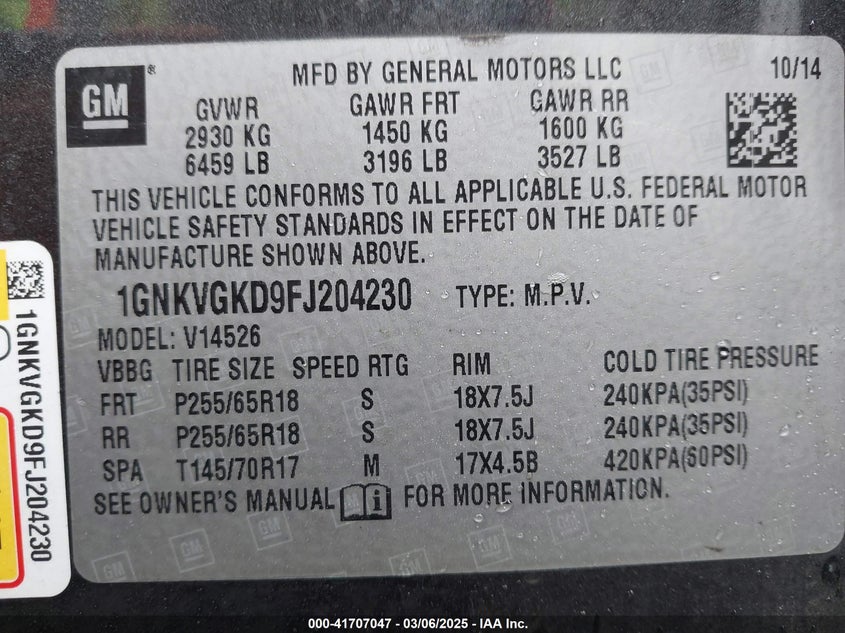 GM
®
MFD BY GENERAL MOTORS LLC 10/14
GVWR GAWR FRT GAWR RR
2930 KG 1450 KG 1600 KG
6459 LB 3196 LB 3527 LB
THIS VEHICLE CONFORMS TO ALL APPLICABLE U.S. FEDERAL MOTOR
VEHICLE SAFETY STANDARDS IN EFFECT ON THE DATE OF
MANUFACTURE SHOWN ABOVE.
1GNKVGKD9FJ204230 TYPE: M.P.V.
MODEL: V14526
VBBG TIRE SIZE SPEED RTG RIM COLD TIRE PRESSURE
FRT P255/65R18 S 18X7.5J 240KPA(35PSI)
RR P255/65R18 S 18X7.5J 240KPA(35PSI)
SPA T145/70R17 M 17X4.5B 420KPA(60PSI)
SEE OWNER'S MANUAL i FOR MORE INFORMATION.
1GNKVGKD9FJ204230
000-41707047 — 03/06/2025 - IAA Inc.